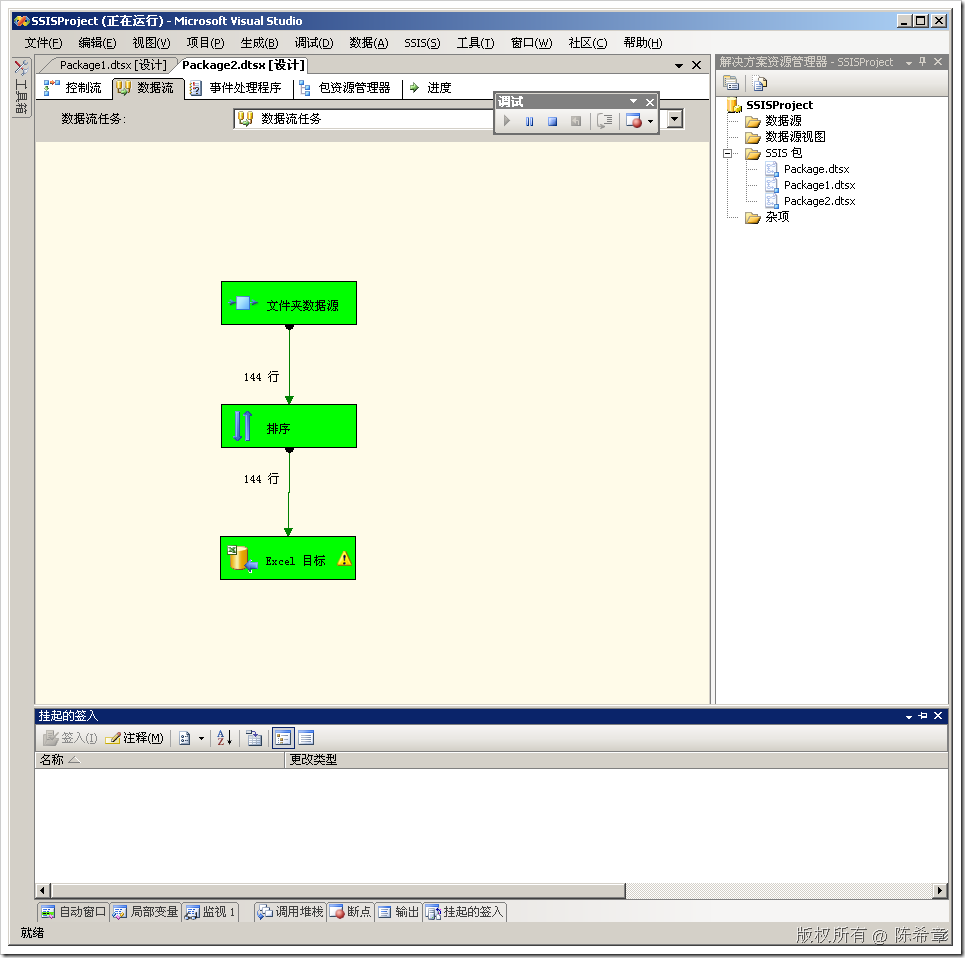 SSISProject (正在运行) - Microsoft Visual Studio
文件(F) 编辑(E) 视图(V) 项目(P) 生成(B) 调试(D) 数据(A) SSIS(S) 工具(T) 窗口(W) 社区(C) 帮助(H)
工具箱
Package1.dtsx [设计] Package2.dtsx [设计]
控制流 数据流 事件处理程序 包资源管理器 进度
数据流任务: 数据流任务
调试
文件夹数据源
144 行
排序
144 行
Excel 目标
解决方案资源管理器 - SSISProject
SSISProject
数据源
数据源视图
SSIS 包
Package.dtsx
Package1.dtsx
Package2.dtsx
杂项
挂起的签入
签入(I) 注释(M)
名称 更改类型
自动窗口 局部变量 监视 1 调用堆栈 断点 输出 挂起的签入
就绪
版权所有 @ 陈希章